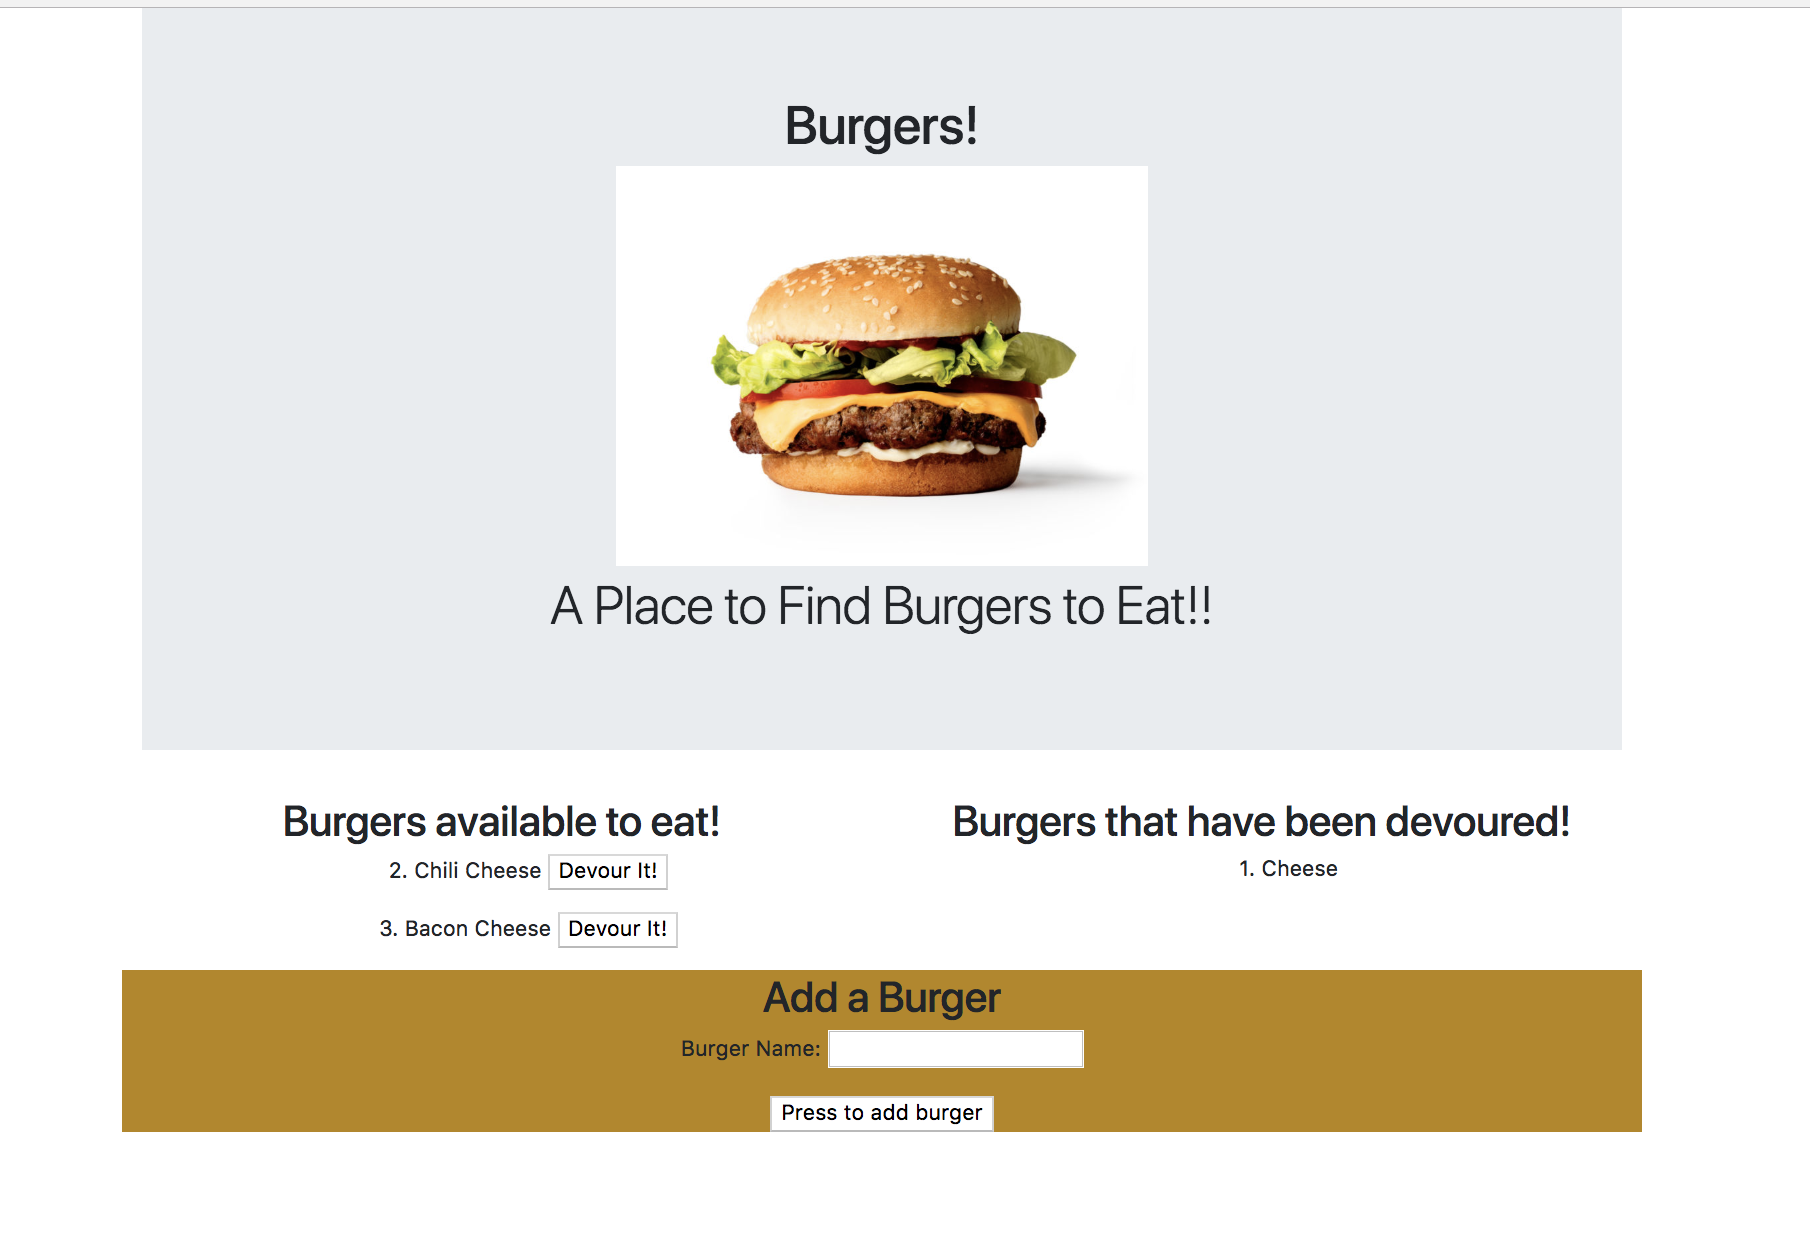 Burgers!
A Place to Find Burgers to Eat!!
Burgers available to eat!
2. Chili Cheese Devour It!
3. Bacon Cheese Devour It!
Burgers that have been devoured!
1. Cheese
Add a Burger
Burger Name:
Press to add burger